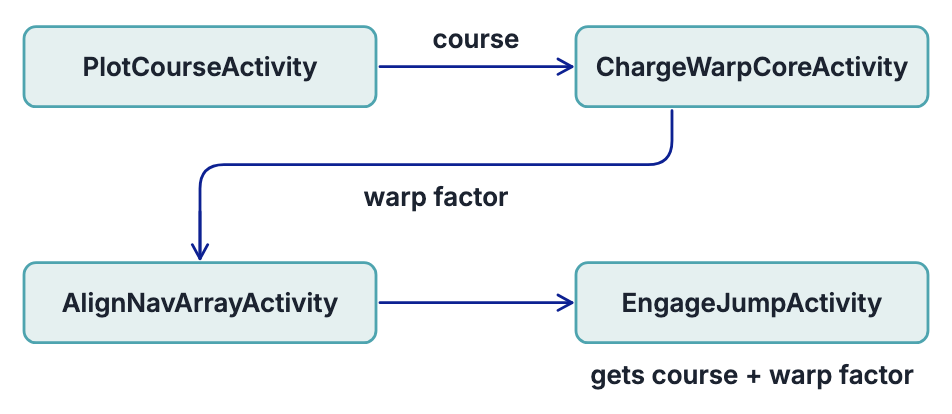 PlotCourseActivity
course
ChargeWarpCoreActivity
warp factor
AlignNavArrayActivity
EngageJumpActivity
gets course + warp factor